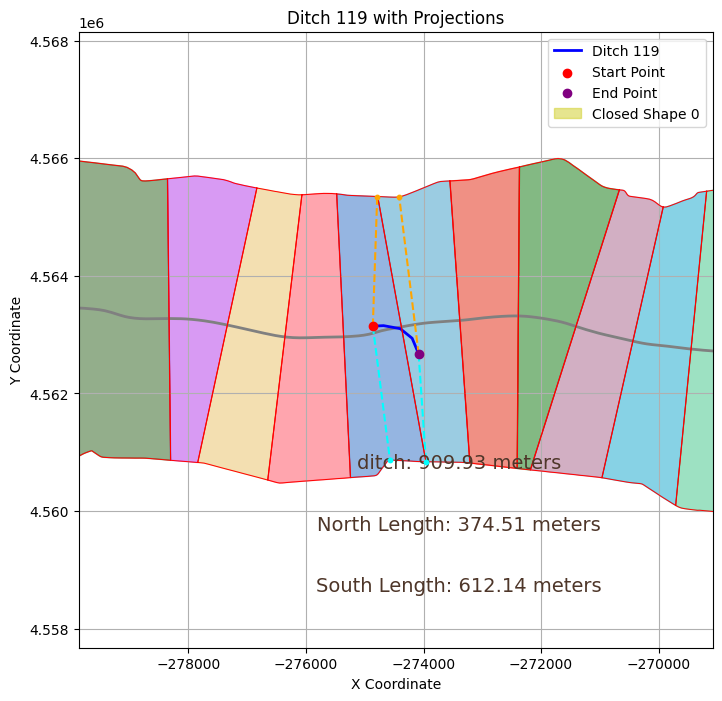 Ditch 119 with Projections
1e6
Ditch 119
Start Point
End Point
Closed Shape 0
4.568
4.566
4.564
4.562
4.560
4.558
Y Coordinate
ditch: 909.93 meters
North Length: 374.51 meters
South Length: 612.14 meters
−278000 −276000 −274000 −272000 −270000
X Coordinate